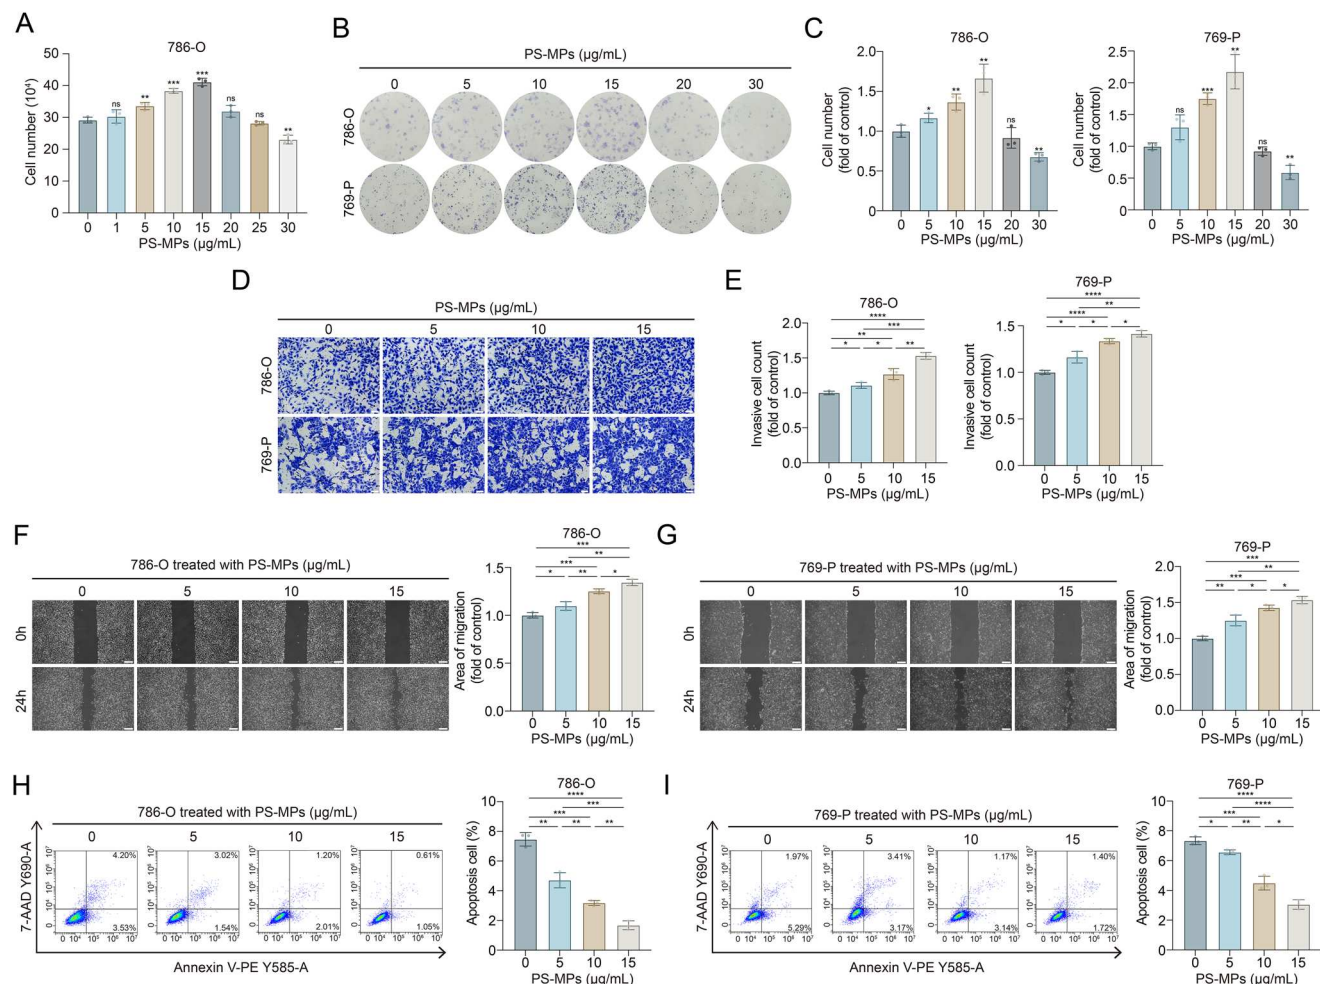 A
786-O
Cell number (10⁴)
50
40
30
20
10
0
ns
**
***
***
ns
ns
**
0 1 5 10 15 20 25 30
PS-MPs (µg/mL)
B
PS-MPs (µg/mL)
0 5 10 15 20 30
786-O
769-P
C
786-O
Cell number
(fold of control)
2.0
1.5
1.0
0.5
0
*
**
**
ns
**
0 5 10 15 20 30
PS-MPs (µg/mL)
769-P
Cell number
(fold of control)
2.5
2.0
1.5
1.0
0.5
0
ns
***
**
ns
**
0 5 10 15 20 30
PS-MPs (µg/mL)
D
PS-MPs (µg/mL)
0 5 10 15
786-O
769-P
E
786-O
Invasive cell count
(fold of control)
2.0
1.5
1.0
0.5
0.0
****
***
**
* * **
0 5 10 15
PS-MPs (µg/mL)
769-P
Invasive cell count
(fold of control)
1.5
1.0
0.5
0.0
****
**
****
* * *
0 5 10 15
PS-MPs (µg/mL)
F
786-O treated with PS-MPs (µg/mL)
0 5 10 15
0h
24h
786-O
Area of migration
(fold of control)
1.5
1.0
0.5
0.0
***
**
***
* ** *
0 5 10 15
PS-MPs (µg/mL)
G
769-P treated with PS-MPs (µg/mL)
0 5 10 15
0h
24h
769-P
Area of migration
(fold of control)
2.0
1.5
1.0
0.5
0.0
***
**
***
** * *
0 5 10 15
PS-MPs (µg/mL)
H
786-O treated with PS-MPs (µg/mL)
0 5 10 15
7-AAD Y690-A
4.20% 3.02% 1.20% 0.61%
3.53% 1.54% 2.01% 1.05%
Annexin V-PE Y585-A
786-O
Apoptosis cell (%)
10
8
6
4
2
0
****
***
***
** ** **
0 5 10 15
PS-MPs (µg/mL)
I
769-P treated with PS-MPs (µg/mL)
0 5 10 15
7-AAD Y690-A
1.97% 3.41% 1.17% 1.40%
5.29% 3.17% 3.14% 1.72%
Annexin V-PE Y585-A
769-P
Apoptosis cell (%)
10
8
6
4
2
0
****
****
***
* ** *
0 5 10 15
PS-MPs (µg/mL)